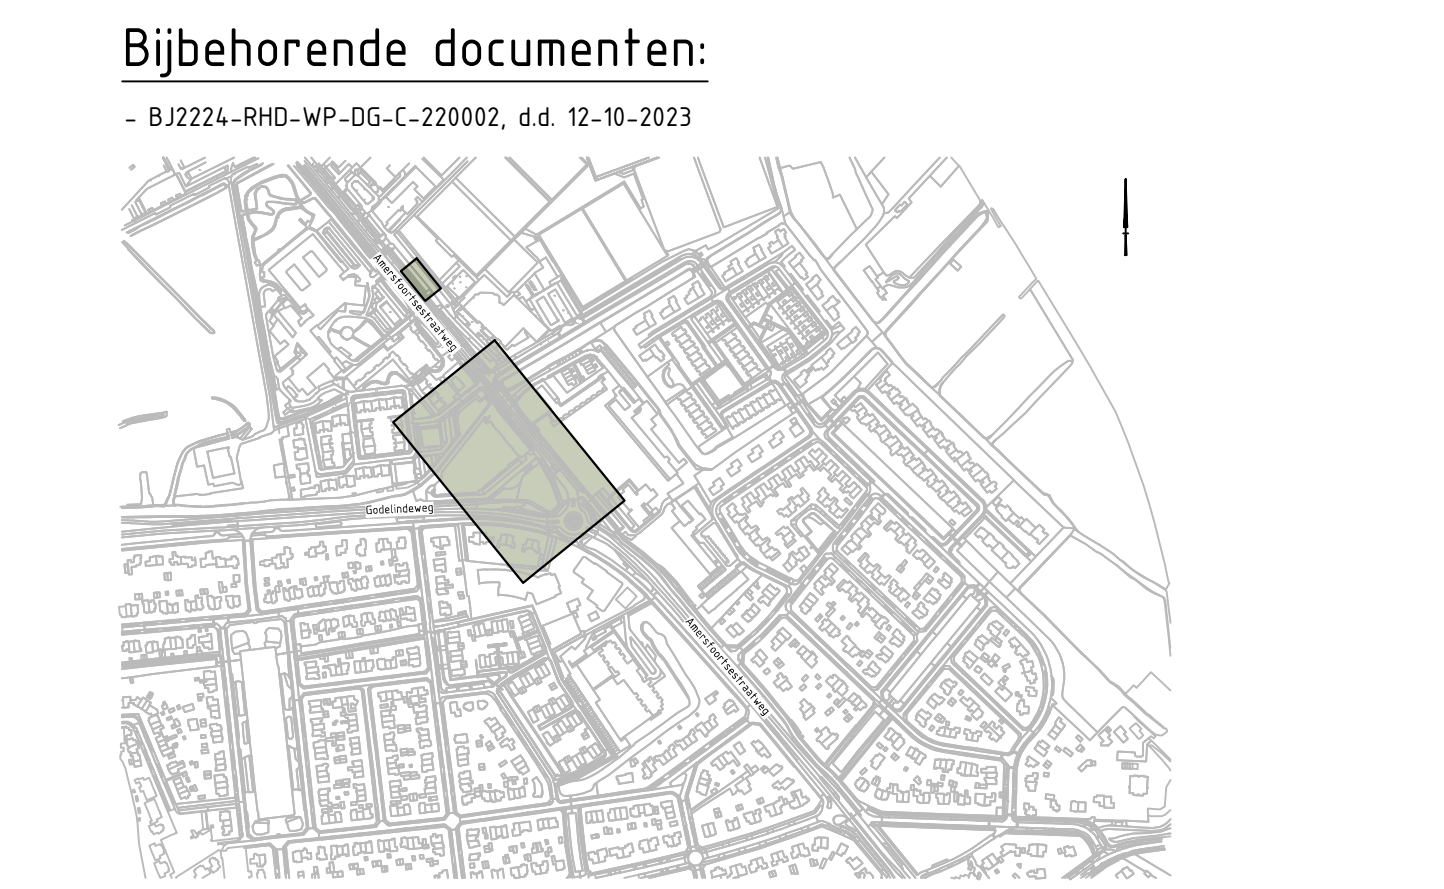 Bijbehorende documenten:
- BJ2224-RHD-WP-DG-C-220002, d.d. 12-10-2023
Amersfoortsestraatweg
Godelindeweg
Amersfoortsestraatweg